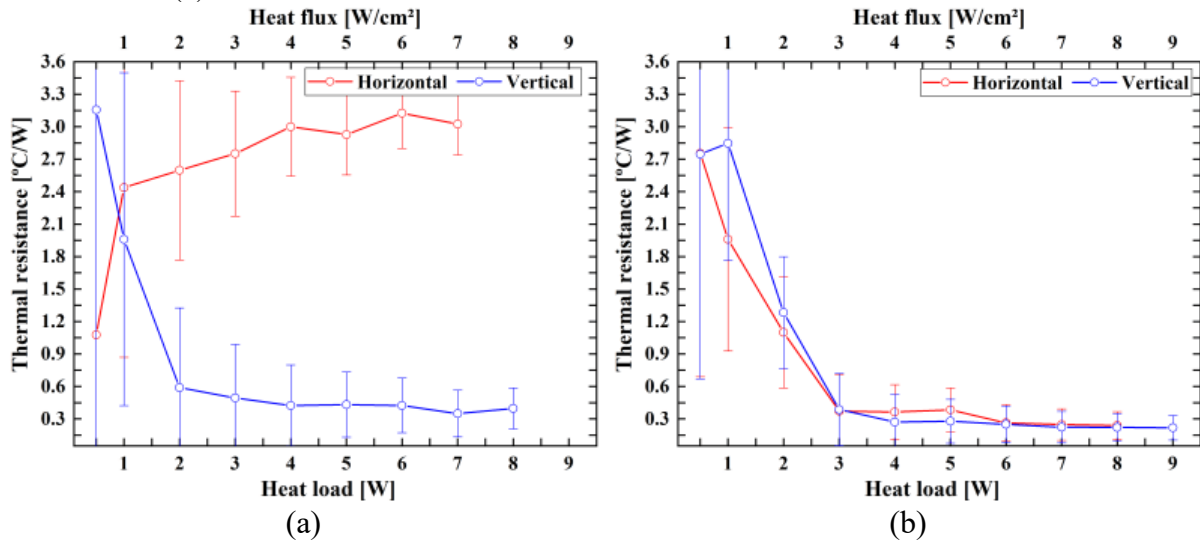 (a)
Heat flux [W/cm²]
1 2 3 4 5 6 7 8 9
3.6
3.3
3.0
2.7
2.4
2.1
1.8
1.5
1.2
0.9
0.6
0.3
Thermal resistance [ºC/W]
Horizontal Vertical
1 2 3 4 5 6 7 8 9
Heat load [W]
(a)
Heat flux [W/cm²]
1 2 3 4 5 6 7 8 9
3.6
3.3
3.0
2.7
2.4
2.1
1.8
1.5
1.2
0.9
0.6
0.3
Thermal resistance [ºC/W]
Horizontal Vertical
1 2 3 4 5 6 7 8 9
Heat load [W]
(b)